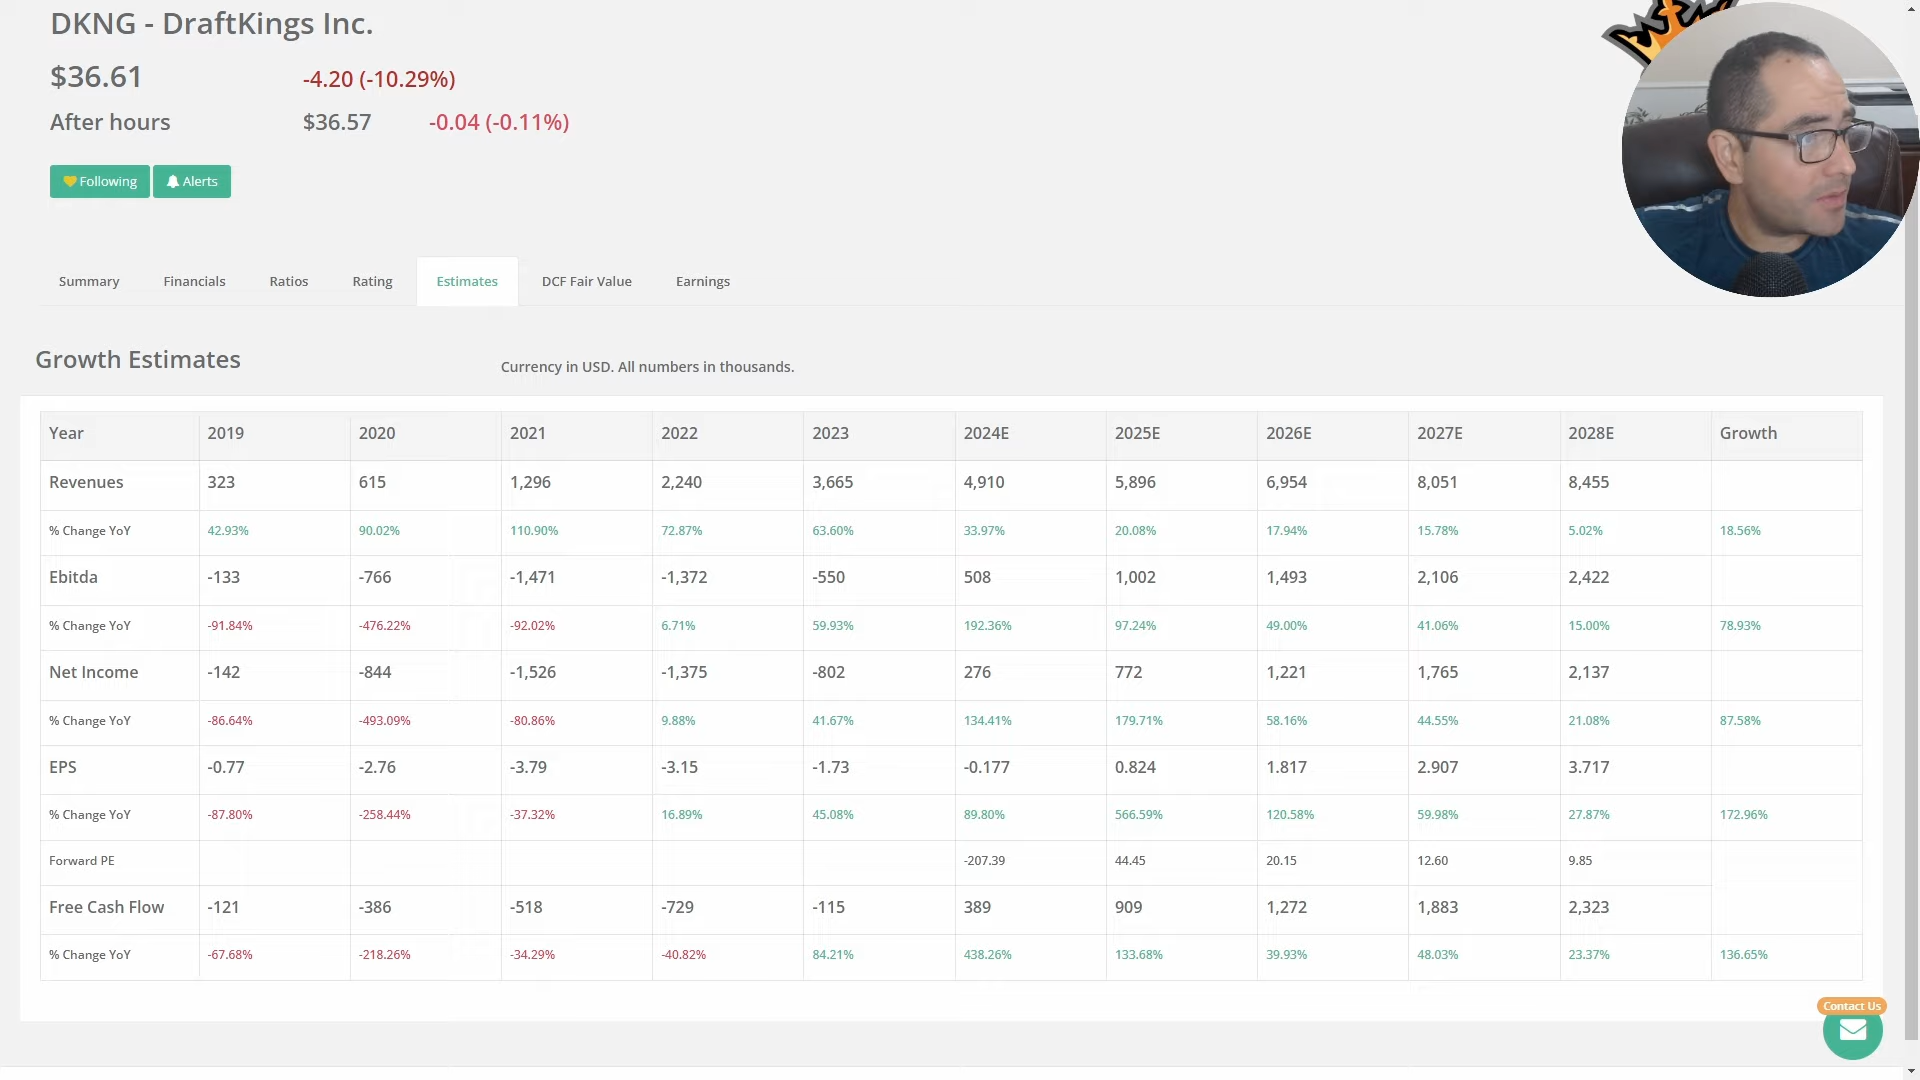 DKNG - DraftKings Inc.
$36.61 -4.20 (-10.29%)
After hours $36.57 -0.04 (-0.11%)
Following Alerts
Summary Financials Ratios Rating Estimates DCF Fair Value Earnings
Growth Estimates Currency in USD. All numbers in thousands.
Year 2019 2020 2021 2022 2023 2024E 2025E 2026E 2027E 2028E Growth
Revenues 323 615 1,296 2,240 3,665 4,910 5,896 6,954 8,051 8,455
% Change YoY 42.93% 90.02% 110.90% 72.87% 63.60% 33.97% 20.08% 17.94% 15.78% 5.02% 18.56%
Ebitda -133 -766 -1,471 -1,372 -550 508 1,002 1,493 2,106 2,422
% Change YoY -91.84% -476.22% -92.02% 6.71% 59.93% 192.36% 97.24% 49.00% 41.06% 15.00% 78.93%
Net Income -142 -844 -1,526 -1,375 -802 276 772 1,221 1,765 2,137
% Change YoY -86.64% -493.09% -80.86% 9.88% 41.67% 134.41% 179.71% 58.16% 44.55% 21.08% 87.58%
EPS -0.77 -2.76 -3.79 -3.15 -1.73 -0.177 0.824 1.817 2.907 3.717
% Change YoY -87.80% -258.44% -37.32% 16.89% 45.08% 89.80% 566.59% 120.58% 59.98% 27.87% 172.96%
Forward PE -207.39 44.45 20.15 12.60 9.85
Free Cash Flow -121 -386 -518 -729 -115 389 909 1,272 1,883 2,323
% Change YoY -67.68% -218.26% -34.29% -40.82% 84.21% 438.26% 133.68% 39.93% 48.03% 23.37% 136.65%
Contact Us